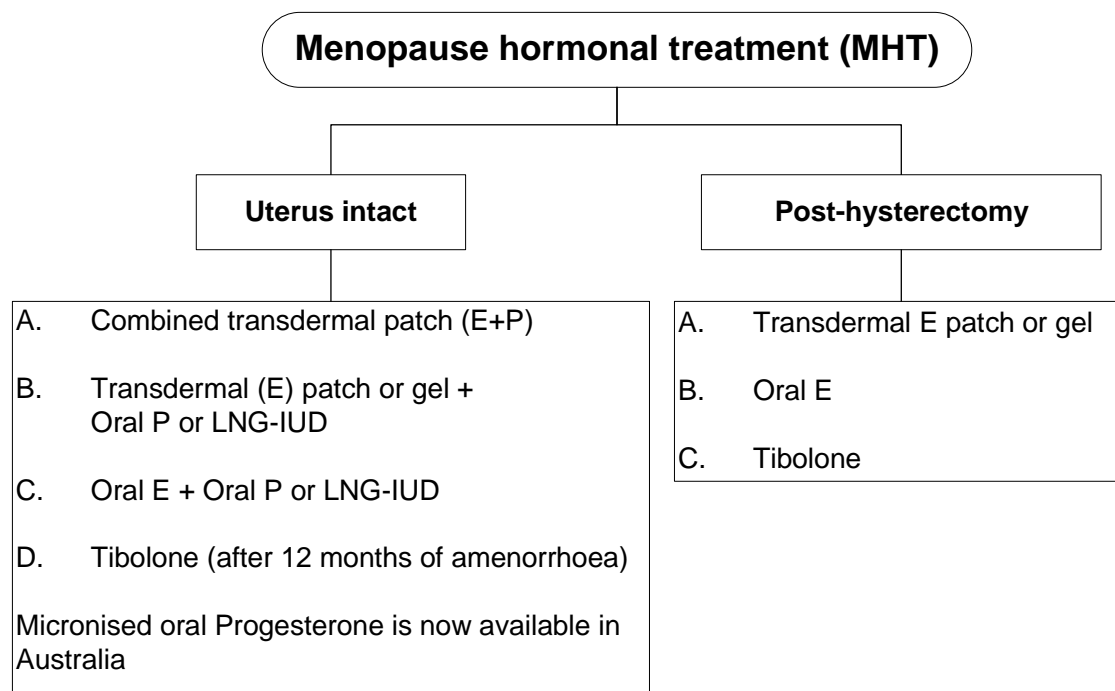 Menopause hormonal treatment (MHT)
Uterus intact
A. Combined transdermal patch (E+P)
B. Transdermal (E) patch or gel +
Oral P or LNG-IUD
C. Oral E + Oral P or LNG-IUD
D. Tibolone (after 12 months of amenorrhoea)
Micronised oral Progesterone is now available in
Australia
Post-hysterectomy
A. Transdermal E patch or gel
B. Oral E
C. Tibolone